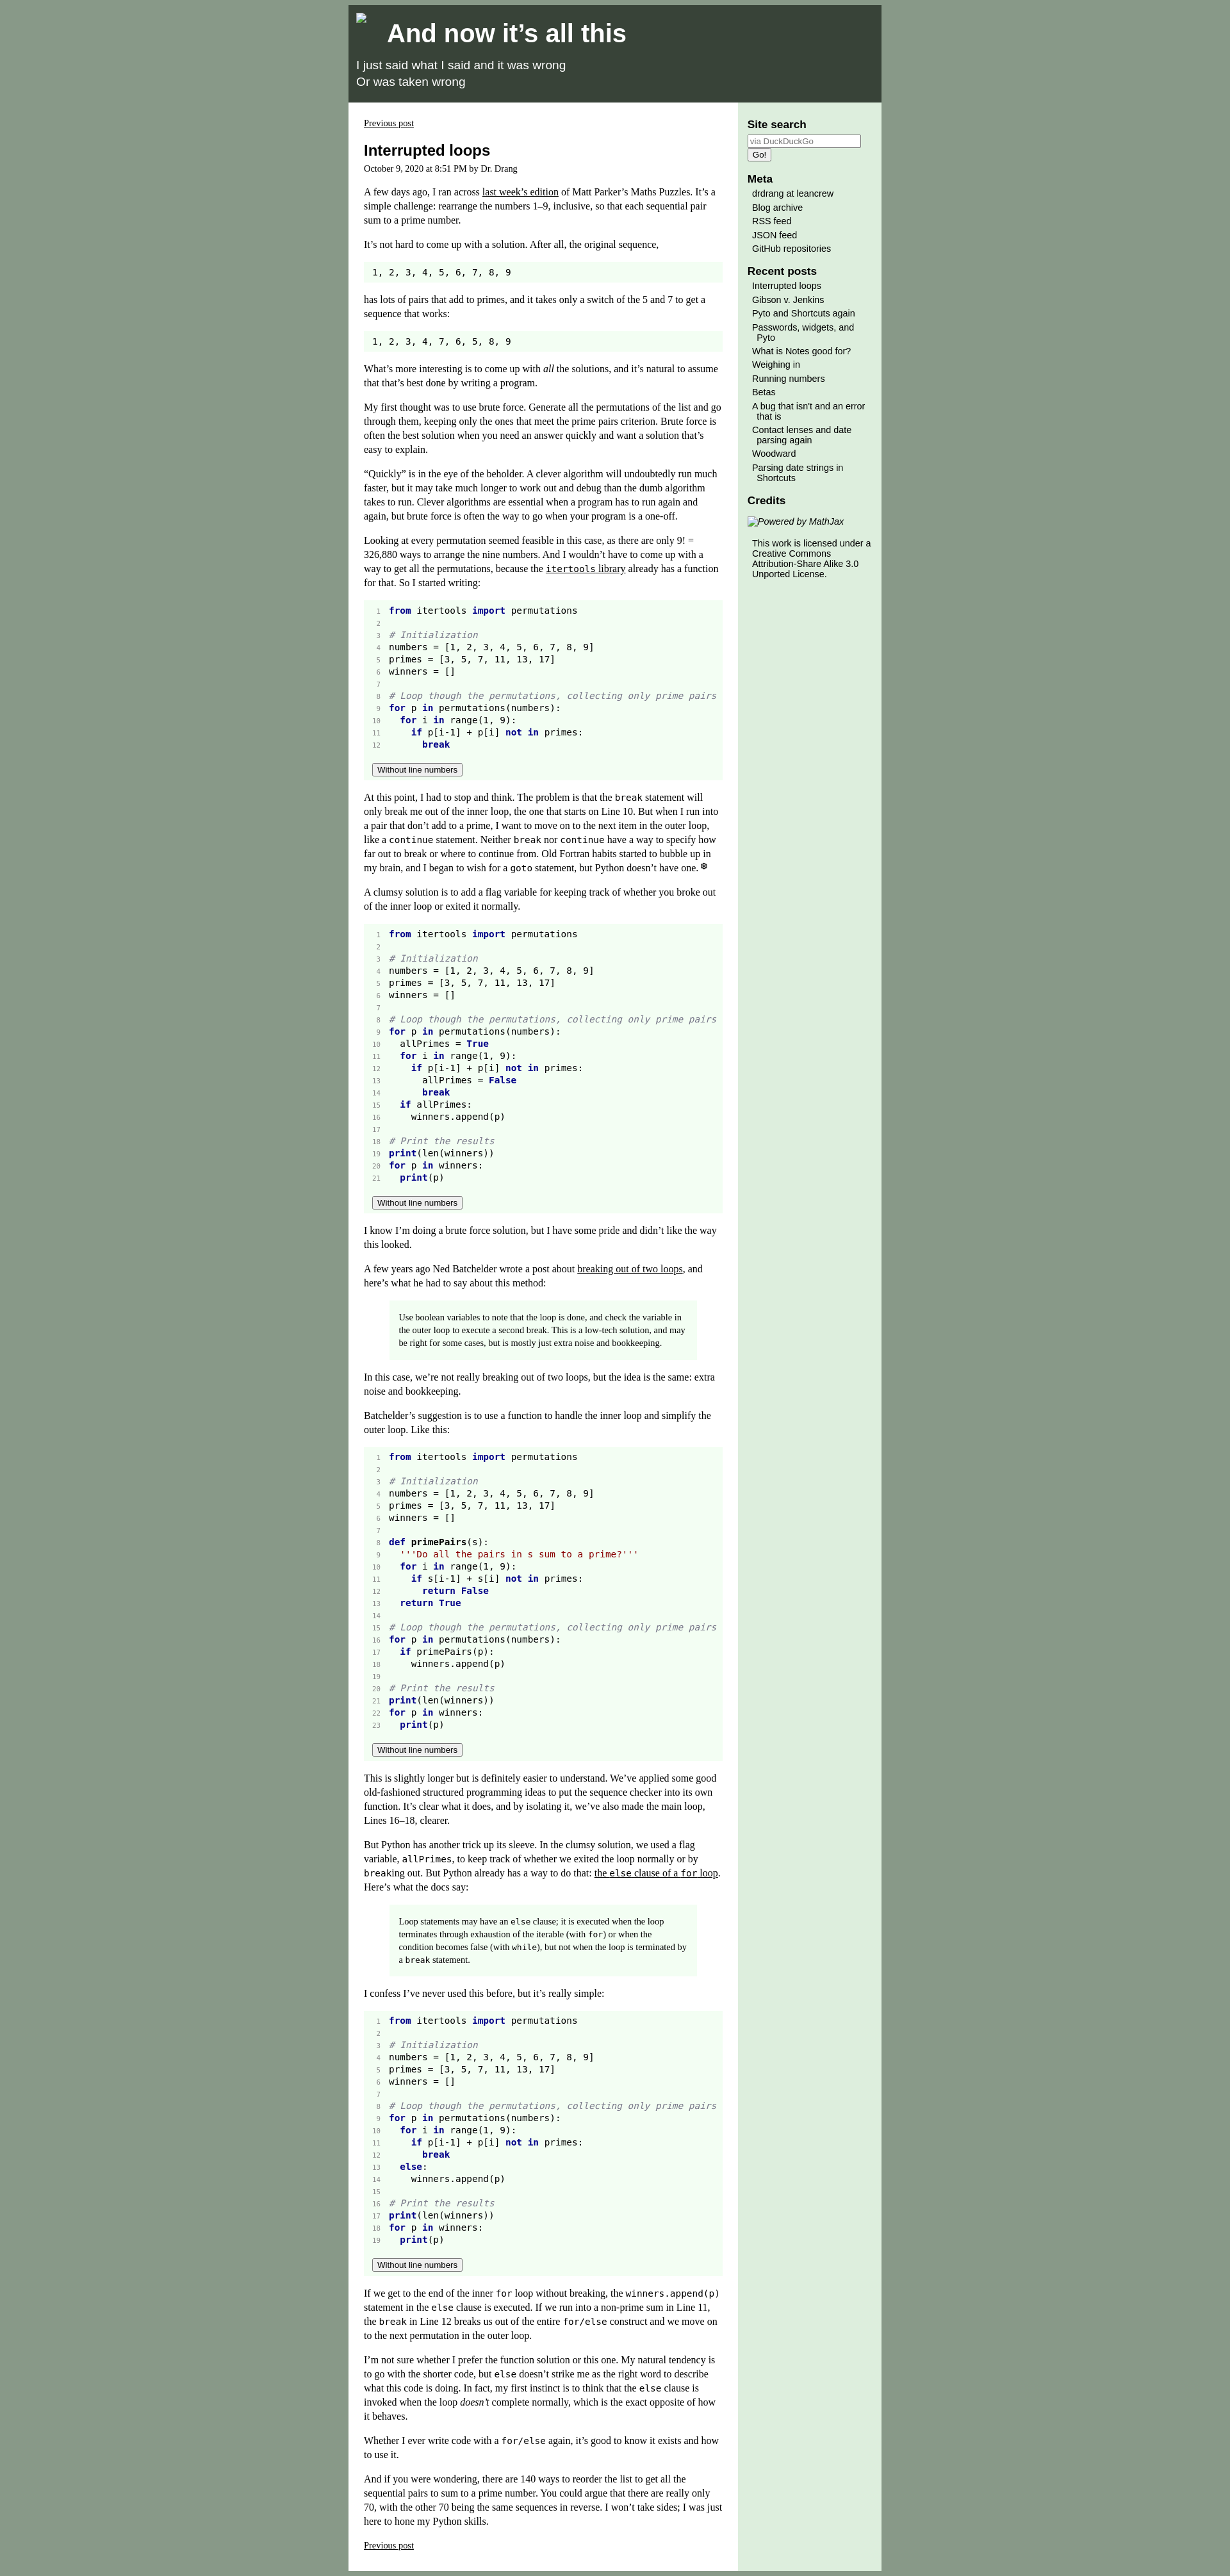 And now it’s all this
I just said what I said and it was wrong
Or was taken wrong
Previous post
Interrupted loops
October 9, 2020 at 8:51 PM by Dr. Drang
A few days ago, I ran across last week’s edition of Matt Parker’s Maths Puzzles. It’s a
simple challenge: rearrange the numbers 1–9, inclusive, so that each sequential pair
sum to a prime number.
It’s not hard to come up with a solution. After all, the original sequence,
1, 2, 3, 4, 5, 6, 7, 8, 9
has lots of pairs that add to primes, and it takes only a switch of the 5 and 7 to get a
sequence that works:
1, 2, 3, 4, 7, 6, 5, 8, 9
What’s more interesting is to come up with all the solutions, and it’s natural to assume
that that’s best done by writing a program.
My first thought was to use brute force. Generate all the permutations of the list and go
through them, keeping only the ones that meet the prime pairs criterion. Brute force is
often the best solution when you need an answer quickly and want a solution that’s
easy to explain.
“Quickly” is in the eye of the beholder. A clever algorithm will undoubtedly run much
faster, but it may take much longer to work out and debug than the dumb algorithm
takes to run. Clever algorithms are essential when a program has to run again and
again, but brute force is often the way to go when your program is a one-off.
Looking at every permutation seemed feasible in this case, as there are only 9! =
326,880 ways to arrange the nine numbers. And I wouldn’t have to come up with a
way to get all the permutations, because the itertools library already has a function
for that. So I started writing:
1 from itertools import permutations
2
3 # Initialization
4 numbers = [1, 2, 3, 4, 5, 6, 7, 8, 9]
5 primes = [3, 5, 7, 11, 13, 17]
6 winners = []
7
8 # Loop though the permutations, collecting only prime pairs
9 for p in permutations(numbers):
10   for i in range(1, 9):
11     if p[i-1] + p[i] not in primes:
12       break
Without line numbers
At this point, I had to stop and think. The problem is that the break statement will
only break me out of the inner loop, the one that starts on Line 10. But when I run into
a pair that don’t add to a prime, I want to move on to the next item in the outer loop,
like a continue statement. Neither break nor continue have a way to specify how
far out to break or where to continue from. Old Fortran habits started to bubble up in
my brain, and I began to wish for a goto statement, but Python doesn’t have one.
A clumsy solution is to add a flag variable for keeping track of whether you broke out
of the inner loop or exited it normally.
1 from itertools import permutations
2
3 # Initialization
4 numbers = [1, 2, 3, 4, 5, 6, 7, 8, 9]
5 primes = [3, 5, 7, 11, 13, 17]
6 winners = []
7
8 # Loop though the permutations, collecting only prime pairs
9 for p in permutations(numbers):
10   allPrimes = True
11   for i in range(1, 9):
12     if p[i-1] + p[i] not in primes:
13       allPrimes = False
14       break
15   if allPrimes:
16     winners.append(p)
17
18 # Print the results
19 print(len(winners))
20 for p in winners:
21   print(p)
Without line numbers
I know I’m doing a brute force solution, but I have some pride and didn’t like the way
this looked.
A few years ago Ned Batchelder wrote a post about breaking out of two loops, and
here’s what he had to say about this method:
Use boolean variables to note that the loop is done, and check the variable in
the outer loop to execute a second break. This is a low-tech solution, and may
be right for some cases, but is mostly just extra noise and bookkeeping.
In this case, we’re not really breaking out of two loops, but the idea is the same: extra
noise and bookkeeping.
Batchelder’s suggestion is to use a function to handle the inner loop and simplify the
outer loop. Like this:
1 from itertools import permutations
2
3 # Initialization
4 numbers = [1, 2, 3, 4, 5, 6, 7, 8, 9]
5 primes = [3, 5, 7, 11, 13, 17]
6 winners = []
7
8 def primePairs(s):
9   '''Do all the pairs in s sum to a prime?'''
10   for i in range(1, 9):
11     if s[i-1] + s[i] not in primes:
12       return False
13   return True
14
15 # Loop though the permutations, collecting only prime pairs
16 for p in permutations(numbers):
17   if primePairs(p):
18     winners.append(p)
19
20 # Print the results
21 print(len(winners))
22 for p in winners:
23   print(p)
Without line numbers
This is slightly longer but is definitely easier to understand. We’ve applied some good
old-fashioned structured programming ideas to put the sequence checker into its own
function. It’s clear what it does, and by isolating it, we’ve also made the main loop,
Lines 16–18, clearer.
But Python has another trick up its sleeve. In the clumsy solution, we used a flag
variable, allPrimes, to keep track of whether we exited the loop normally or by
breaking out. But Python already has a way to do that: the else clause of a for loop.
Here’s what the docs say:
Loop statements may have an else clause; it is executed when the loop
terminates through exhaustion of the iterable (with for) or when the
condition becomes false (with while), but not when the loop is terminated by
a break statement.
I confess I’ve never used this before, but it’s really simple:
1 from itertools import permutations
2
3 # Initialization
4 numbers = [1, 2, 3, 4, 5, 6, 7, 8, 9]
5 primes = [3, 5, 7, 11, 13, 17]
6 winners = []
7
8 # Loop though the permutations, collecting only prime pairs
9 for p in permutations(numbers):
10   for i in range(1, 9):
11     if p[i-1] + p[i] not in primes:
12       break
13   else:
14     winners.append(p)
15
16 # Print the results
17 print(len(winners))
18 for p in winners:
19   print(p)
Without line numbers
If we get to the end of the inner for loop without breaking, the winners.append(p)
statement in the else clause is executed. If we run into a non-prime sum in Line 11,
the break in Line 12 breaks us out of the entire for/else construct and we move on
to the next permutation in the outer loop.
I’m not sure whether I prefer the function solution or this one. My natural tendency is
to go with the shorter code, but else doesn’t strike me as the right word to describe
what this code is doing. In fact, my first instinct is to think that the else clause is
invoked when the loop doesn’t complete normally, which is the exact opposite of how
it behaves.
Whether I ever write code with a for/else again, it’s good to know it exists and how
to use it.
And if you were wondering, there are 140 ways to reorder the list to get all the
sequential pairs to sum to a prime number. You could argue that there are really only
70, with the other 70 being the same sequences in reverse. I won’t take sides; I was just
here to hone my Python skills.
Previous post
Site search
via DuckDuckGo
Go!
Meta
drdrang at leancrew
Blog archive
RSS feed
JSON feed
GitHub repositories
Recent posts
Interrupted loops
Gibson v. Jenkins
Pyto and Shortcuts again
Passwords, widgets, and
Pyto
What is Notes good for?
Weighing in
Running numbers
Betas
A bug that isn't and an error
that is
Contact lenses and date
parsing again
Woodward
Parsing date strings in
Shortcuts
Credits
Powered by MathJax
This work is licensed under a
Creative Commons
Attribution-Share Alike 3.0
Unported License.